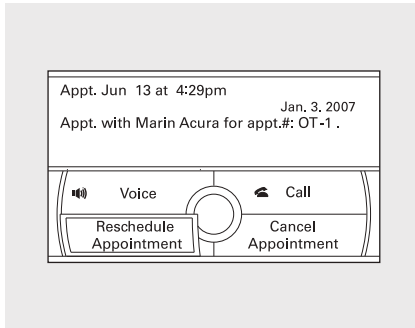 Appt. Jun 13 at 4:29pm
Jan. 3. 2007
Appt. with Marin Acura for appt.#: OT-1 .
Voice
Call
Reschedule
Appointment
Cancel
Appointment